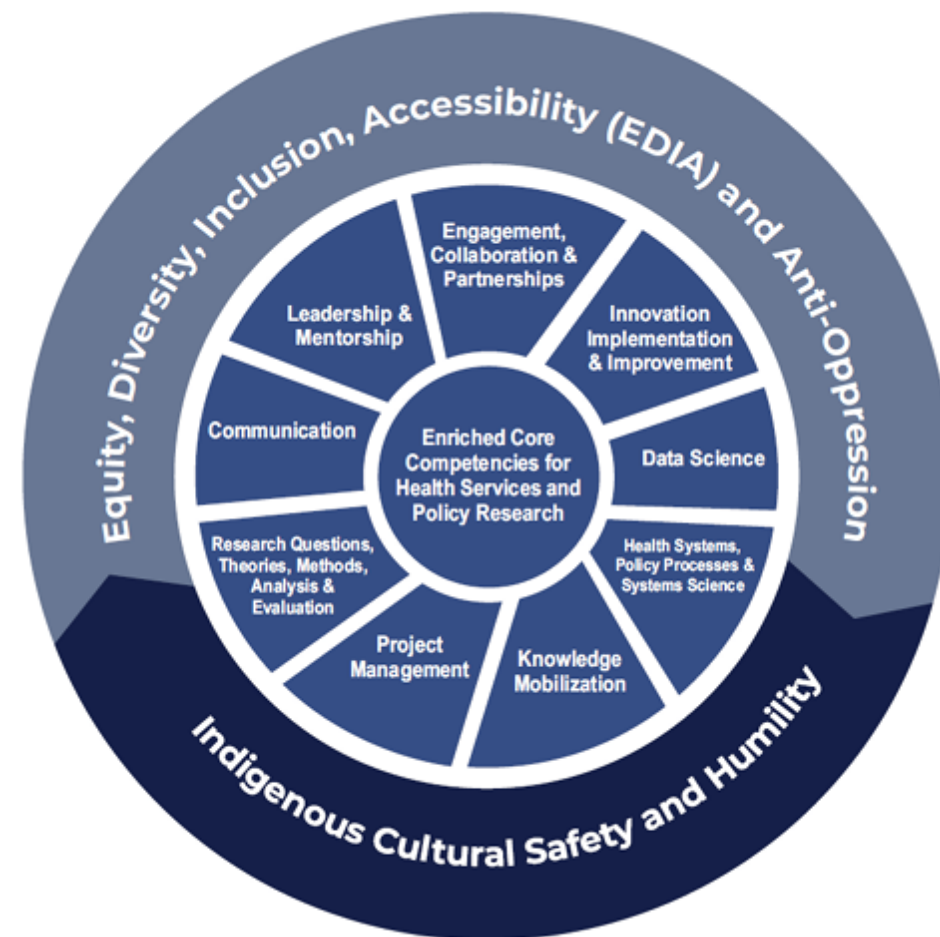 Equity, Diversity, Inclusion, Accessibility (EDIA) and Anti-Oppression
Engagement,
Collaboration &
Partnerships
Innovation
Implementation
& Improvement
Data Science
Health Systems,
Policy Processes &
Systems Science
Knowledge
Mobilization
Project
Management
Research Questions,
Theories, Methods,
Analysis &
Evaluation
Communication
Leadership &
Mentorship
Enriched Core
Competencies for
Health Services and
Policy Research
Indigenous Cultural Safety and Humility